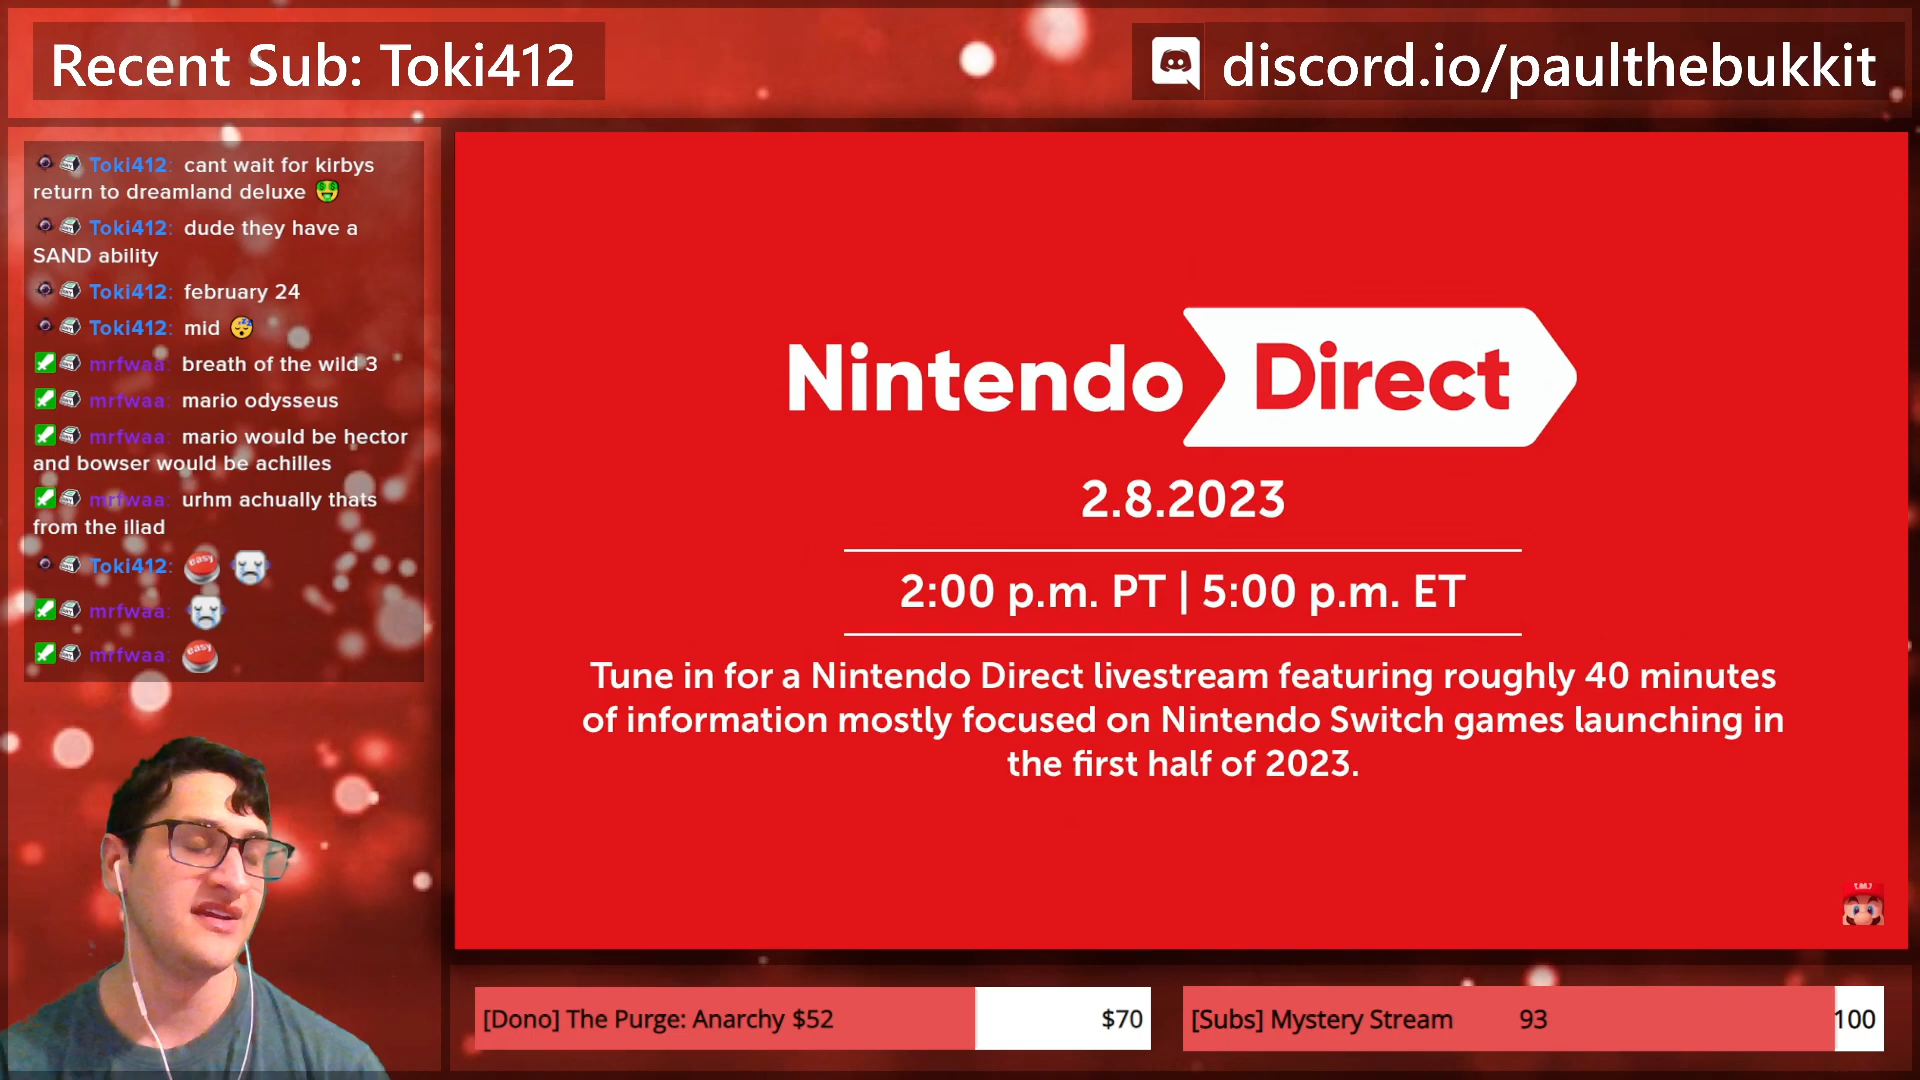 Recent Sub: Toki412
discord.io/paulthebukkit
Toki412: cant wait for kirbys
return to dreamland deluxe
Toki412: dude they have a
SAND ability
Toki412: february 24
Toki412: mid
mrfwaa: breath of the wild 3
mrfwaa: mario odysseus
mrfwaa: mario would be hector
and bowser would be achilles
mrfwaa: urhm achually thats
from the iliad
Toki412: easy
mrfwaa:
mrfwaa: easy
Nintendo Direct
2.8.2023
2:00 p.m. PT | 5:00 p.m. ET
Tune in for a Nintendo Direct livestream featuring roughly 40 minutes
of information mostly focused on Nintendo Switch games launching in
the first half of 2023.
[Dono] The Purge: Anarchy $52 $70
[Subs] Mystery Stream 93 100